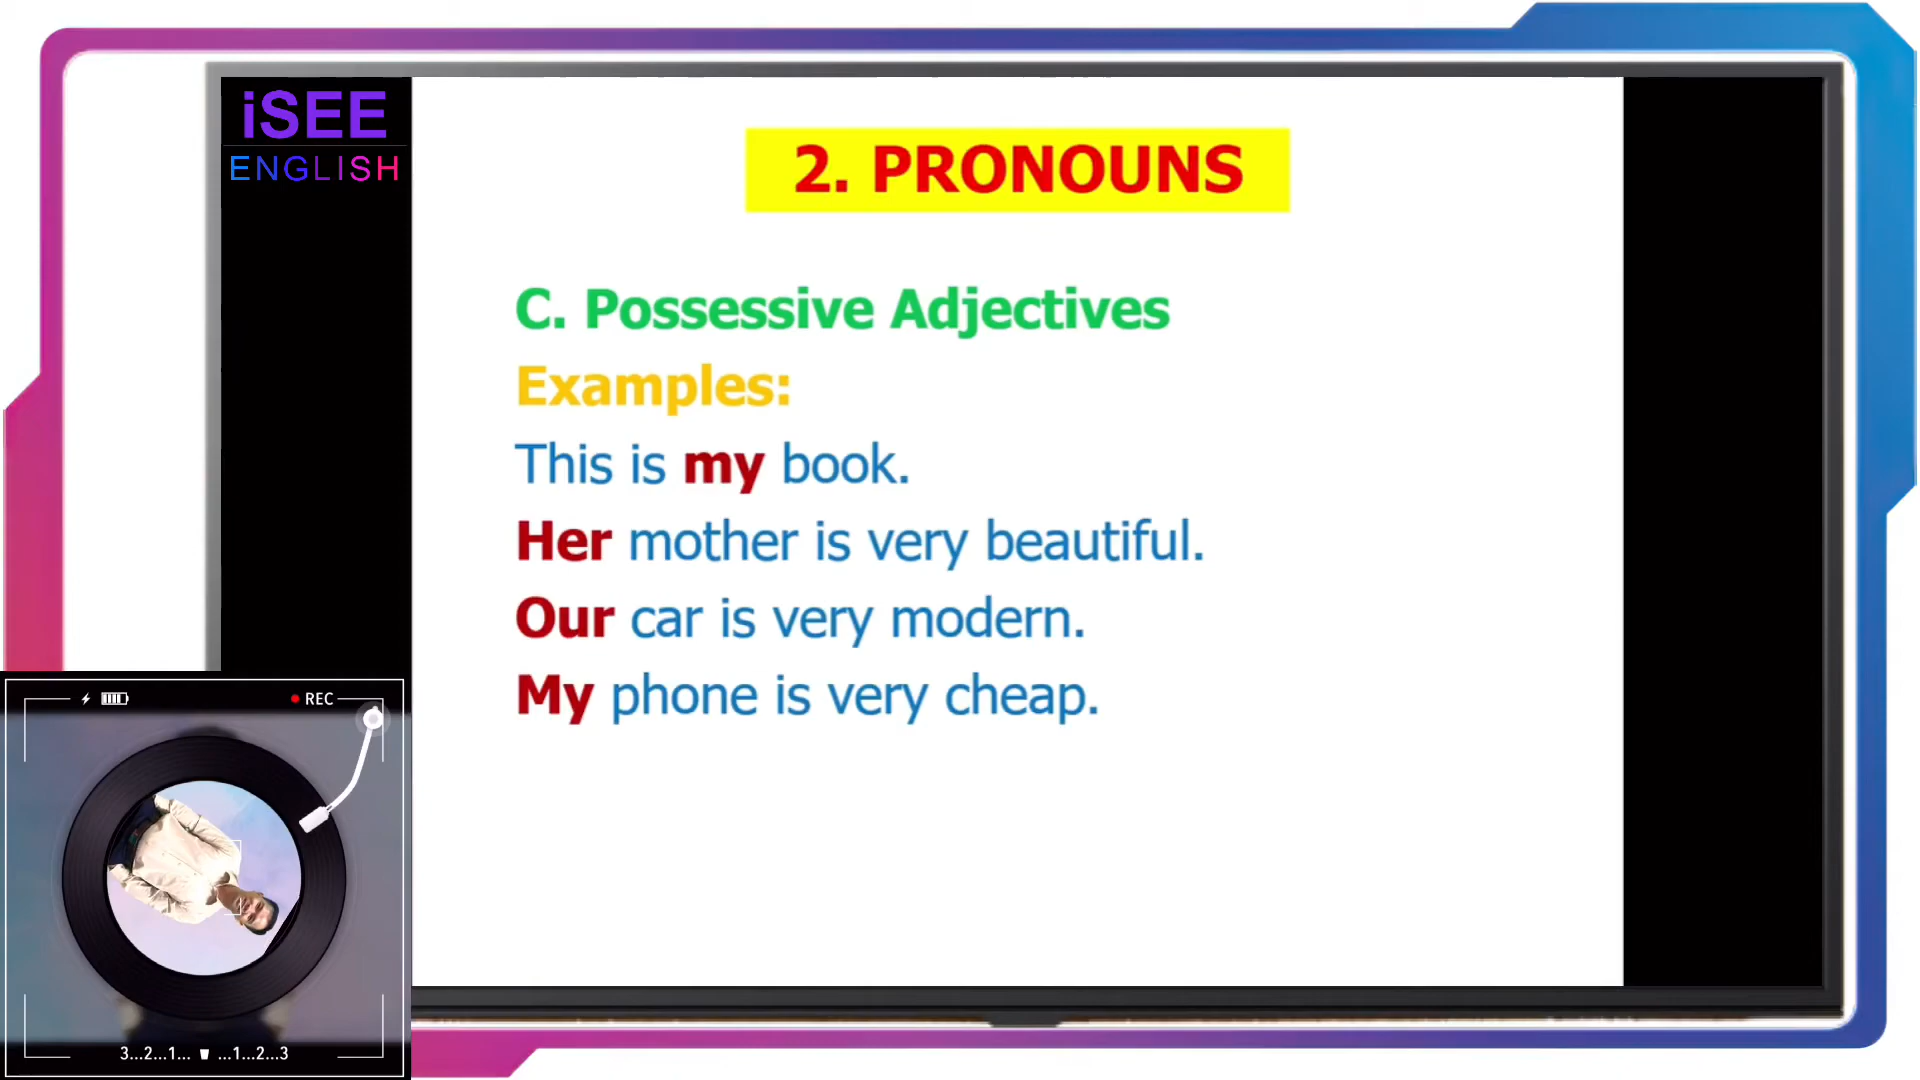 iSEE
ENGLISH
2. PRONOUNS
C. Possessive Adjectives
Examples:
This is my book.
Her mother is very beautiful.
Our car is very modern.
My phone is very cheap.
REC
3...2...1... ...1...2...3